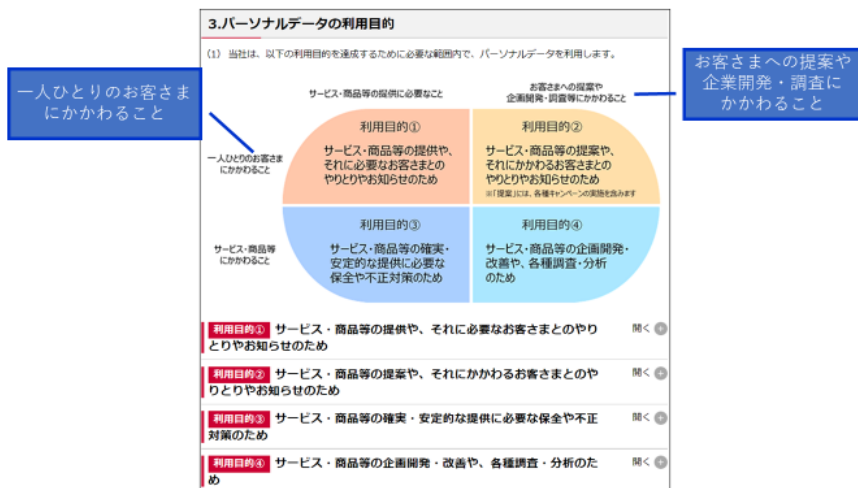 3.パーソナルデータの利用目的
(1) 当社は、以下の利用目的を達成するために必要な範囲内で、パーソナルデータを利用します。
一人ひとりのお客さま
にかかわること
お客さまへの提案や
企業開発・調査に
かかわること
サービス・商品等の提供に必要なこと
お客さまへの提案や
企画開発・調査等にかかわること
一人ひとりのお客さま
にかかわること
利用目的①
サービス・商品等の提供や、
それに必要なお客さまとの
やりとりやお知らせのため
利用目的②
サービス・商品等の提案や、
それにかかわるお客さまとの
やりとりやお知らせのため
※「提案」には、各種キャンペーンの実施を含みます
サービス・商品等
にかかわること
利用目的③
サービス・商品等の確実・
安定的な提供に必要な
保全や不正対策のため
利用目的④
サービス・商品等の企画開発・
改善や、各種調査・分析
のため
利用目的① サービス・商品等の提供や、それに必要なお客さまとのやり
とりやお知らせのため
開く
利用目的② サービス・商品等の提案や、それにかかわるお客さまとのや
りとりやお知らせのため
開く
利用目的③ サービス・商品等の確実・安定的な提供に必要な保全や不正
対策のため
開く
利用目的④ サービス・商品等の企画開発・改善や、各種調査・分析のた
め
開く